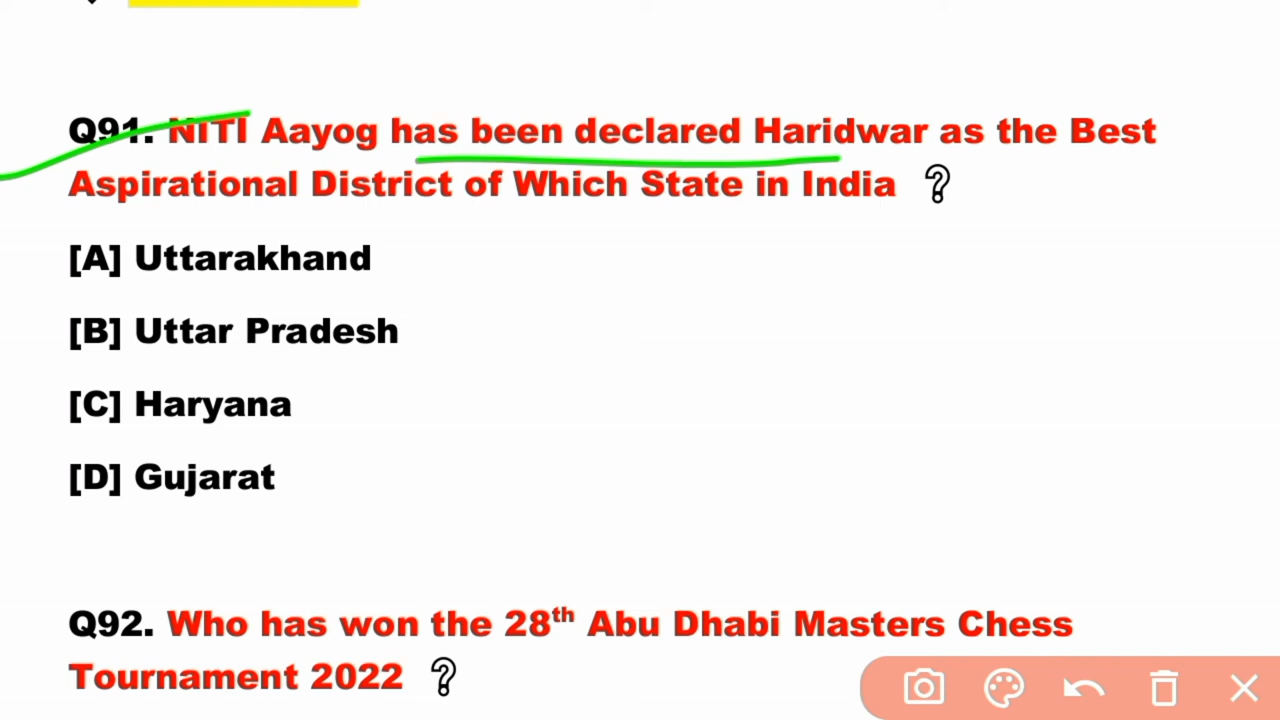 Q91. NITI Aayog has been declared Haridwar as the Best
Aspirational District of Which State in India ?
[A] Uttarakhand
[B] Uttar Pradesh
[C] Haryana
[D] Gujarat
Q92. Who has won the 28th Abu Dhabi Masters Chess
Tournament 2022 ?